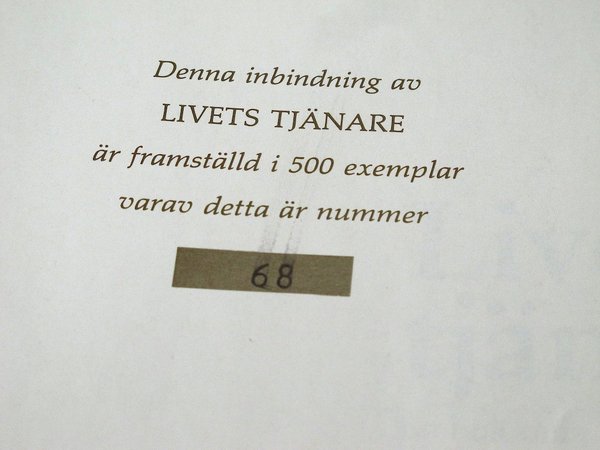 Denna inbindning av
LIVETS TJÄNARE
är framställd i 500 exemplar
varav detta är nummer
68